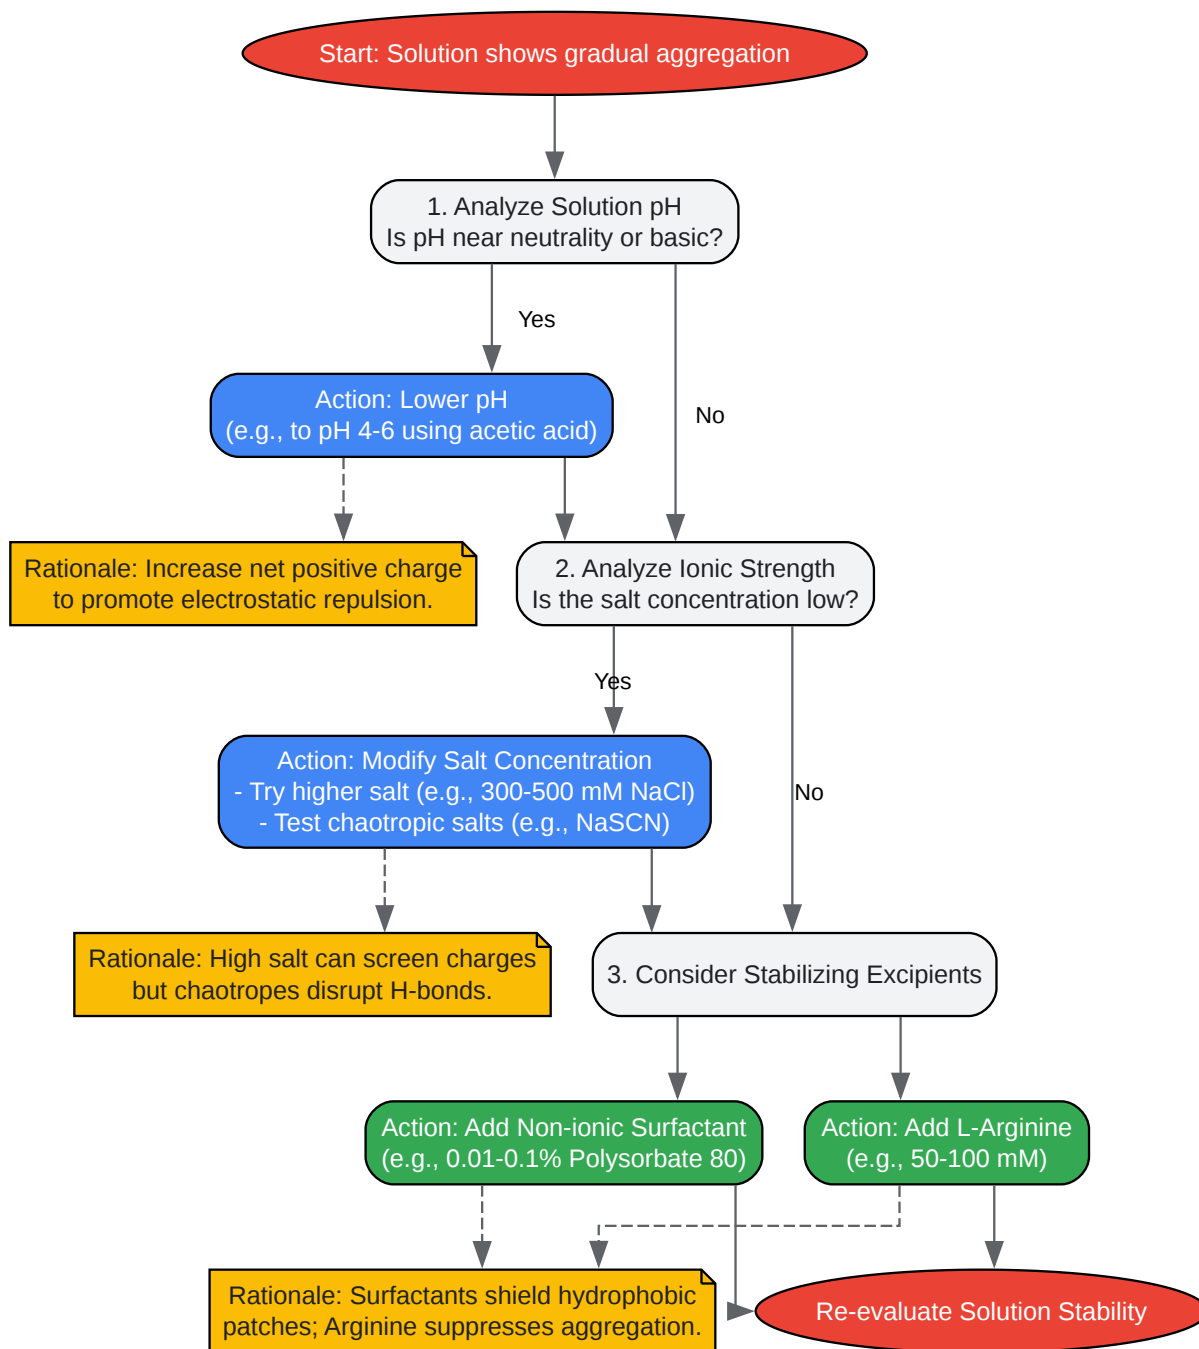 Start: Solution shows gradual aggregation
1. Analyze Solution pH
Is pH near neutrality or basic?
Yes
Action: Lower pH
(e.g., to pH 4-6 using acetic acid)
No
Rationale: Increase net positive charge
to promote electrostatic repulsion.
2. Analyze Ionic Strength
Is the salt concentration low?
Yes
Action: Modify Salt Concentration
- Try higher salt (e.g., 300-500 mM NaCl)
- Test chaotropic salts (e.g., NaSCN)
No
Rationale: High salt can screen charges
but chaotropes disrupt H-bonds.
3. Consider Stabilizing Excipients
Action: Add Non-ionic Surfactant
(e.g., 0.01-0.1% Polysorbate 80)
Action: Add L-Arginine
(e.g., 50-100 mM)
Rationale: Surfactants shield hydrophobic
patches; Arginine suppresses aggregation.
Re-evaluate Solution Stability